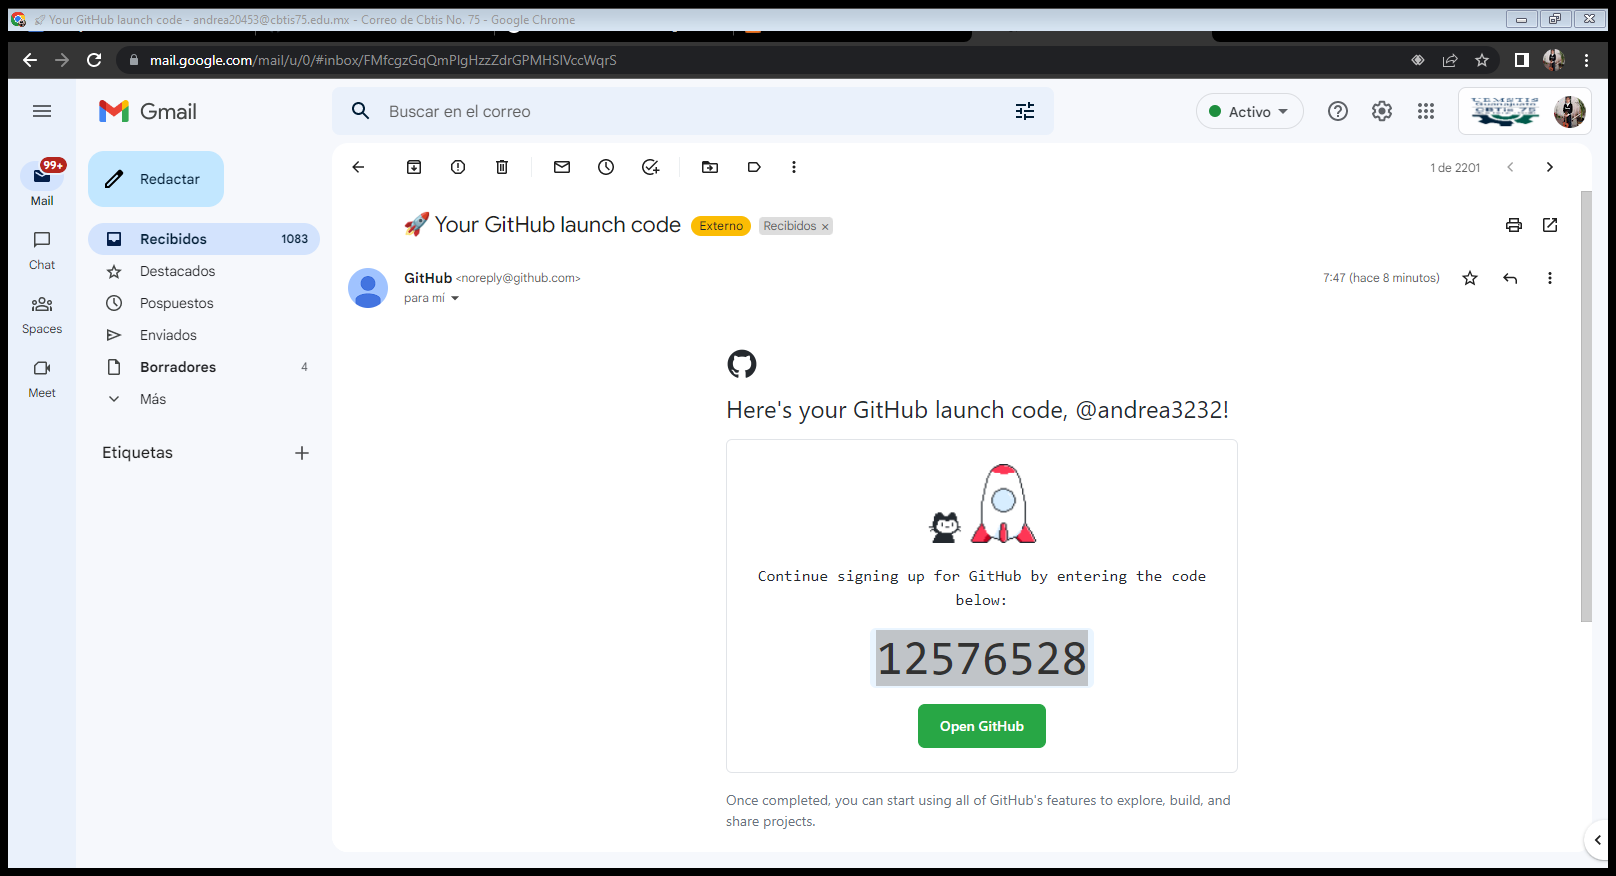 Your GitHub launch code - andrea20453@cbtis75.edu.mx - Correo de Cbtis No. 75 - Google Chrome
mail.google.com/mail/u/0/#inbox/FMfcgzGqQmPlgHzzZdrGPMHSlVccWqrS
Gmail
Buscar en el correo
Activo
UEMSTIS
Guanajuato
CBTis 75
99+
Mail
Chat
Spaces
Meet
Redactar
Recibidos 1083
Destacados
Pospuestos
Enviados
Borradores 4
Más
Etiquetas
1 de 2201
🚀 Your GitHub launch code Externo Recibidos x
GitHub <noreply@github.com> 7:47 (hace 8 minutos)
para mí
Here's your GitHub launch code, @andrea3232!
Continue signing up for GitHub by entering the code
below:
12576528
Open GitHub
Once completed, you can start using all of GitHub's features to explore, build, and
share projects.